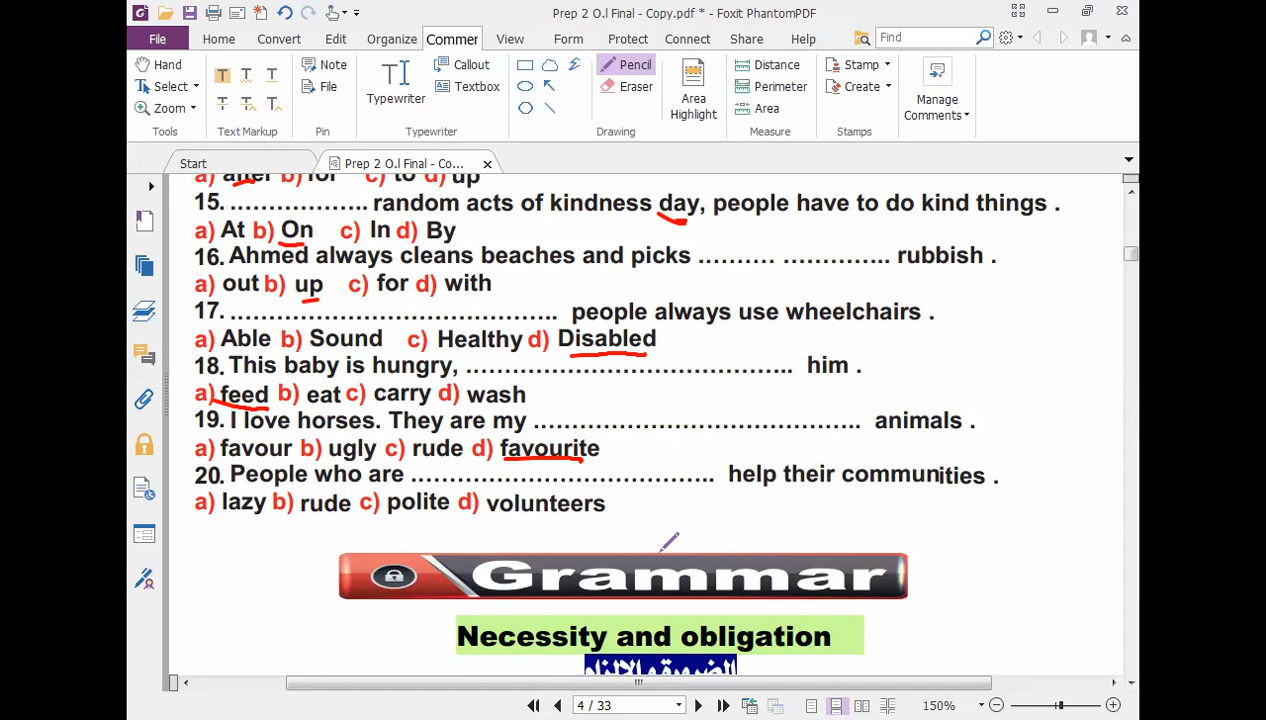 Prep 2 O.l Final - Copy.pdf * - Foxit PhantomPDF
File Home Convert Edit Organize Commer View Form Protect Connect Share Help Find
Hand Note Callout Pencil Distance Stamp
Select File Textbox Eraser Perimeter Create
Zoom Typewriter Area Highlight Area Manage Comments
Tools Text Markup Pin Typewriter Drawing Measure Stamps
Start Prep 2 O.l Final - Co...
a) after b) for c) to d) up
15. ……………….. random acts of kindness day, people have to do kind things .
a) At b) On c) In d) By
16. Ahmed always cleans beaches and picks ………. ………….. rubbish .
a) out b) up c) for d) with
17. ………………………………………….. people always use wheelchairs .
a) Able b) Sound c) Healthy d) Disabled
18. This baby is hungry, ………………………………………….. him .
a) feed b) eat c) carry d) wash
19. I love horses. They are my ………………………………………….. animals .
a) favour b) ugly c) rude d) favourite
20. People who are ………………………………………….. help their communities .
a) lazy b) rude c) polite d) volunteers
Grammar
Necessity and obligation
4 / 33 150%